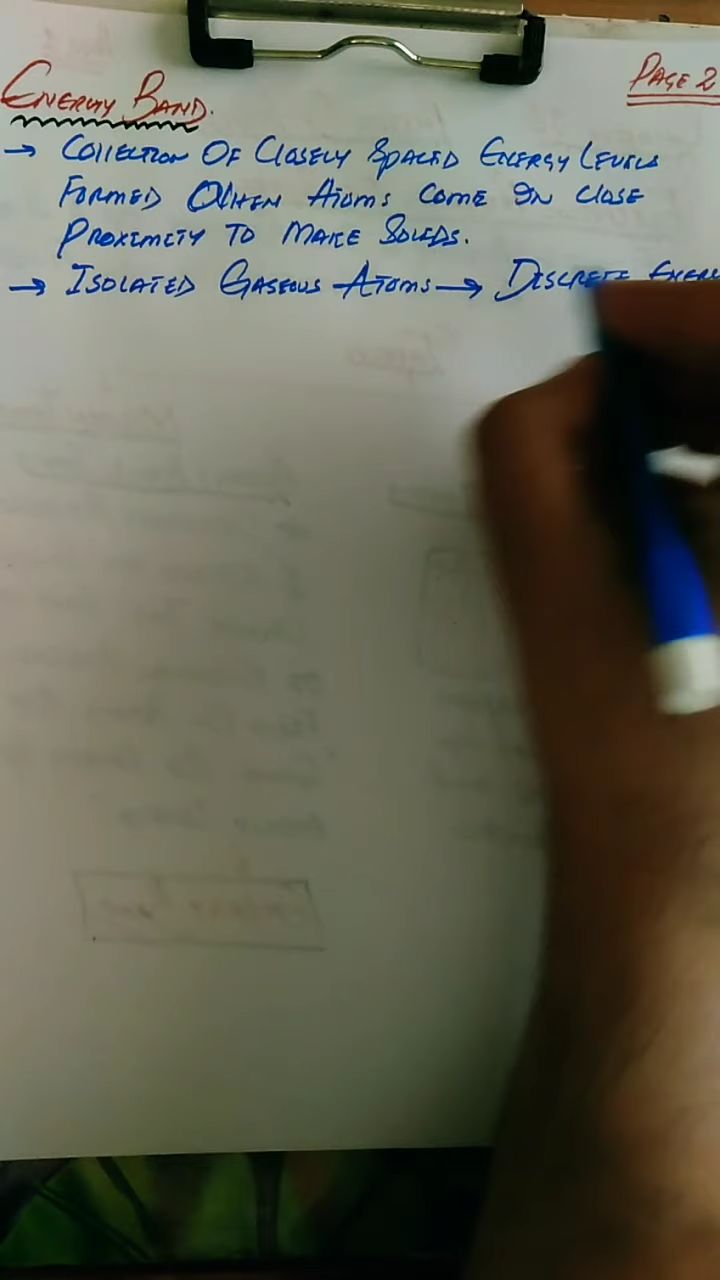 PAGE 2
ENERGY BAND.
→ COLLECTION OF CLOSELY SPACED ENERGY LEVELS
FORMED WHEN ATOMS COME IN CLOSE
PROXIMITY TO MAKE SOLIDS.
→ ISOLATED GASEOUS ATOMS → DISCRETE